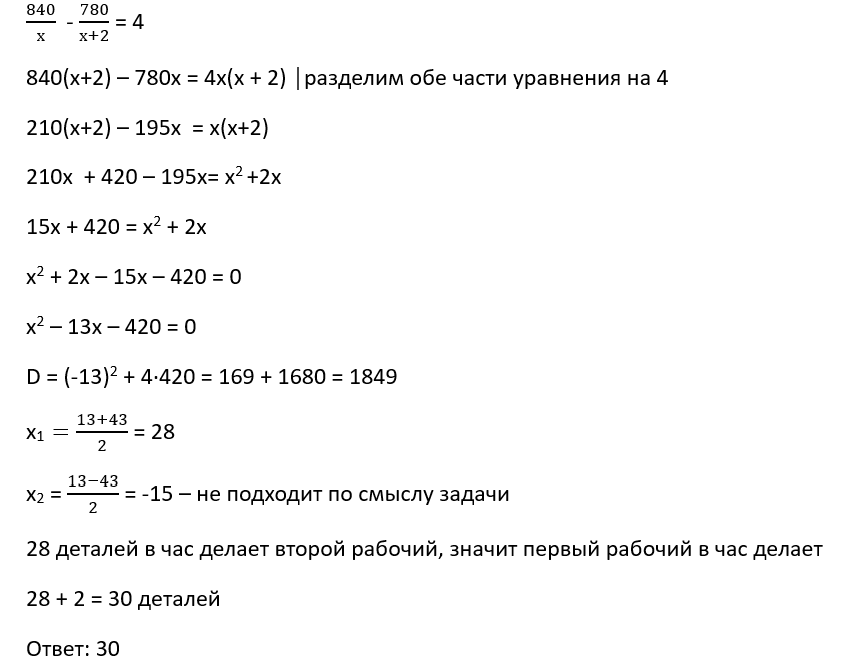 840/x - 780/x+2 = 4
840(x+2) – 780x = 4x(x + 2) |разделим обе части уравнения на 4
210(x+2) – 195x = x(x+2)
210x + 420 – 195x= x² +2x
15x + 420 = x² + 2x
x² + 2x – 15x – 420 = 0
x² – 13x – 420 = 0
D = (-13)² + 4·420 = 169 + 1680 = 1849
x₁ = 13+43/2 = 28
x₂ = 13−43/2 = -15 – не подходит по смыслу задачи
28 деталей в час делает второй рабочий, значит первый рабочий в час делает
28 + 2 = 30 деталей
Ответ: 30